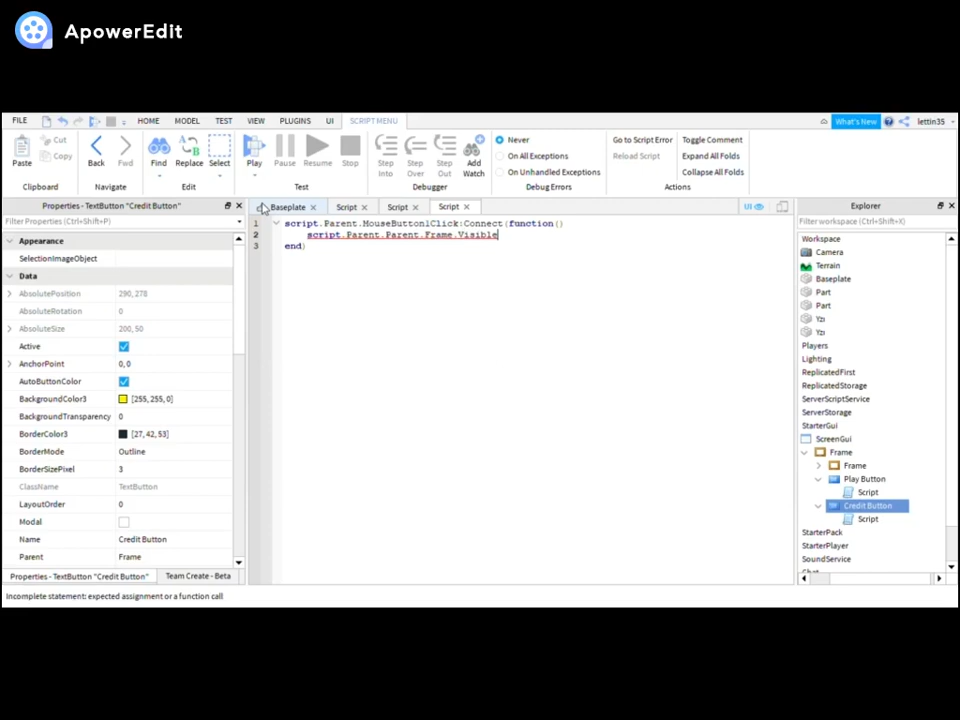 ApowerEdit
FILE HOME MODEL TEST VIEW PLUGINS UI SCRIPT MENU What's New lettin35
Paste Cut Copy Back Fwd Find Replace Select Play Pause Resume Stop Step Into Step Over Step Out Add Watch
Never
On All Exceptions
On Unhandled Exceptions
Go to Script Error
Reload Script
Toggle Comment
Expand All Folds
Collapse All Folds
Clipboard Navigate Edit Test Debugger Debug Errors Actions
Properties - TextButton "Credit Button"
Filter Properties (Ctrl+Shift+P)
Appearance
SelectionImageObject
Data
AbsolutePosition 290, 278
AbsoluteRotation 0
AbsoluteSize 200, 50
Active
AnchorPoint 0, 0
AutoButtonColor
BackgroundColor3 [255, 255, 0]
BackgroundTransparency 0
BorderColor3 [27, 42, 53]
BorderMode Outline
BorderSizePixel 3
ClassName TextButton
LayoutOrder 0
Modal
Name Credit Button
Parent Frame
Properties - TextButton "Credit Button" Team Create - Beta
Baseplate Script Script Script UI
1 script.Parent.MouseButton1Click:Connect(function()
2 script.Parent.Parent.Frame.Visible
3 end)
Explorer
Filter workspace (Ctrl+Shift+X)
Workspace
Camera
Terrain
Baseplate
Part
Part
Yzı
Yzı
Players
Lighting
ReplicatedFirst
ReplicatedStorage
ServerScriptService
ServerStorage
StarterGui
ScreenGui
Frame
Frame
Play Button
Script
Credit Button
Script
StarterPack
StarterPlayer
SoundService
Chat
Incomplete statement: expected assignment or a function call